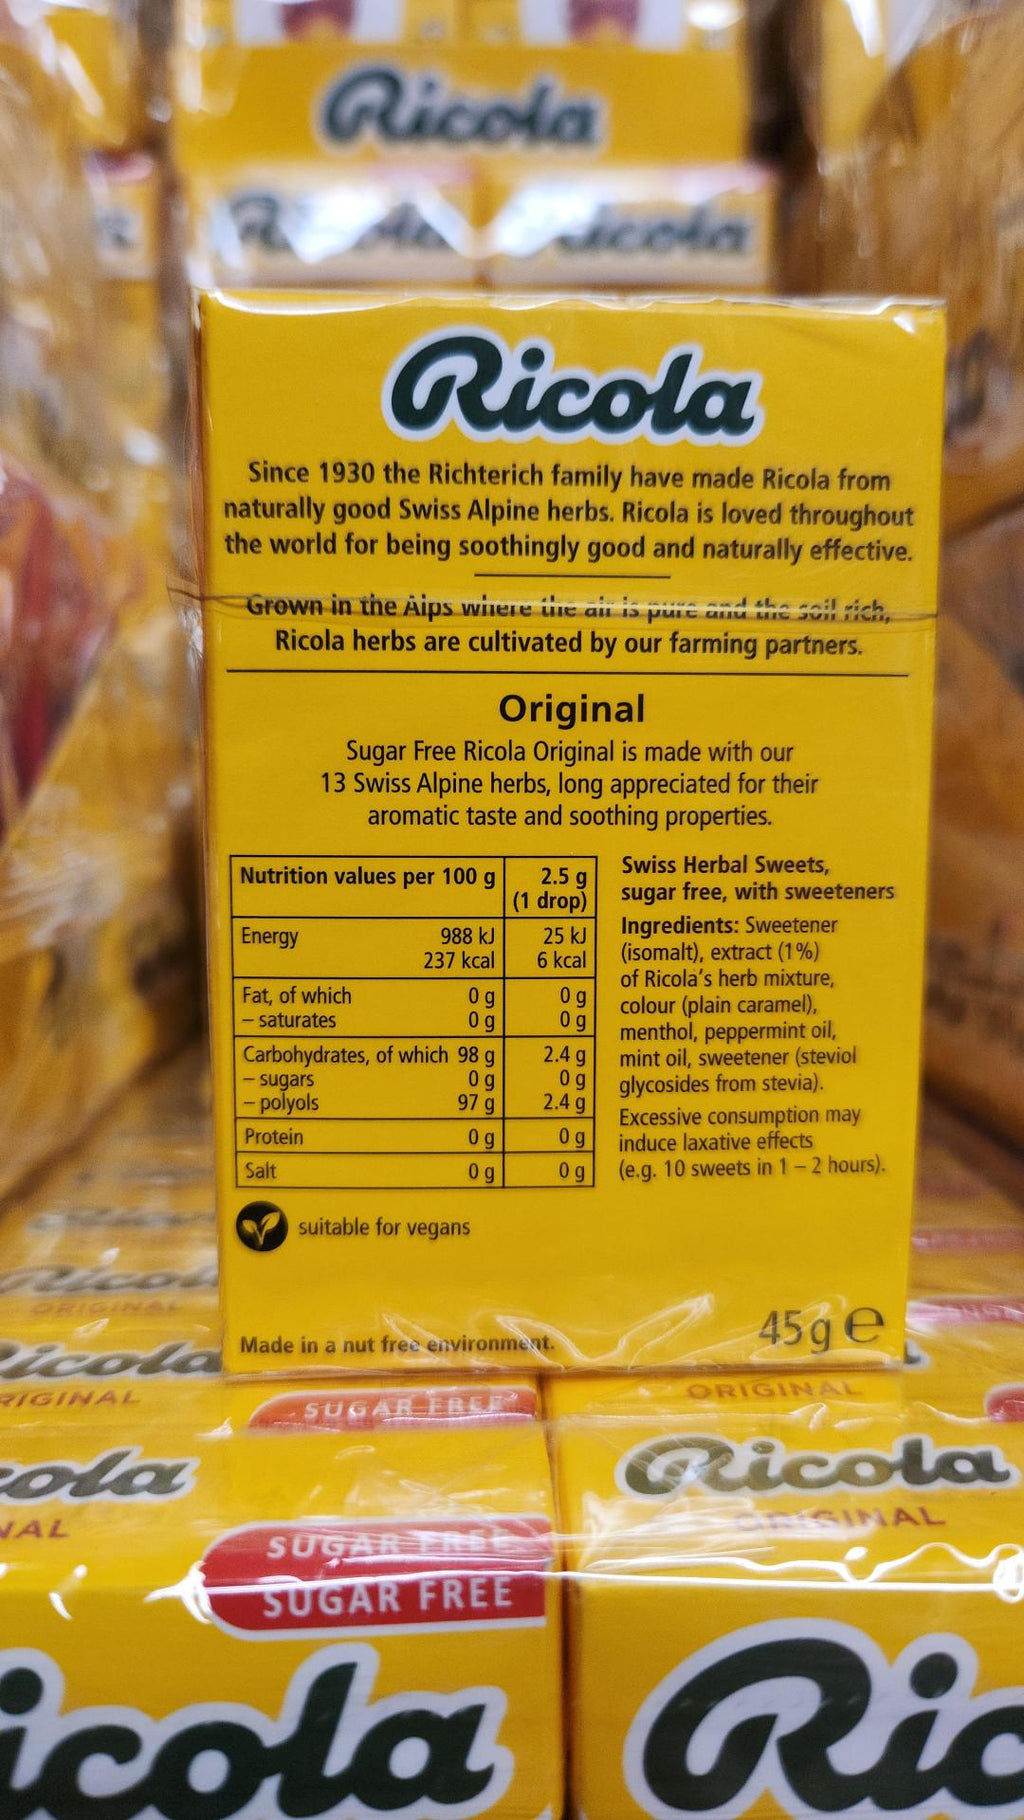 Ricola
Ricola
Ricola
Since 1930 the Richterich family have made Ricola from
naturally good Swiss Alpine herbs. Ricola is loved throughout
the world for being soothingly good and naturally effective.
Grown in the Alps where the air is pure and the soil rich,
Ricola herbs are cultivated by our farming partners.
Original
Sugar Free Ricola Original is made with our
13 Swiss Alpine herbs, long appreciated for their
aromatic taste and soothing properties.
Nutrition values per 100 g 2.5 g
(1 drop)
Energy 988 kJ 25 kJ
237 kcal 6 kcal
Fat, of which 0 g 0 g
– saturates 0 g 0 g
Carbohydrates, of which 98 g 2.4 g
– sugars 0 g 0 g
– polyols 97 g 2.4 g
Protein 0 g 0 g
Salt 0 g 0 g
Swiss Herbal Sweets,
sugar free, with sweeteners
Ingredients: Sweetener
(isomalt), extract (1%)
of Ricola's herb mixture,
colour (plain caramel),
menthol, peppermint oil,
mint oil, sweetener (steviol
glycosides from stevia).
Excessive consumption may
induce laxative effects
(e.g. 10 sweets in 1 – 2 hours).
suitable for vegans
Made in a nut free environment.
45 g e
Ricola
ORIGINAL
icola
RIGINAL
SUGAR FREE
ORIGINAL
cola
NAL
SUGAR FREE
SUGAR FREE
Ricola
ORIGINAL
icola
Ric